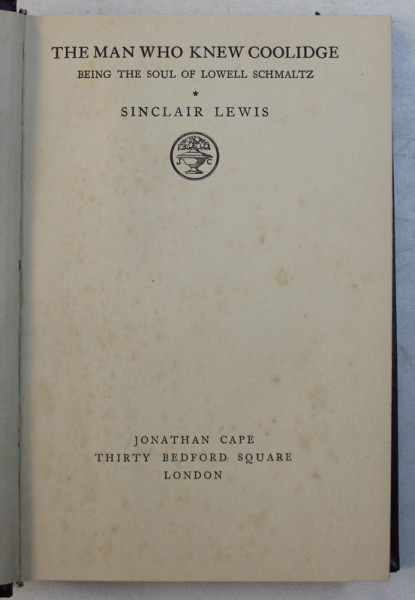 THE MAN WHO KNEW COOLIDGE
BEING THE SOUL OF LOWELL SCHMALTZ
*
SINCLAIR LEWIS
J C
JONATHAN CAPE
THIRTY BEDFORD SQUARE
LONDON